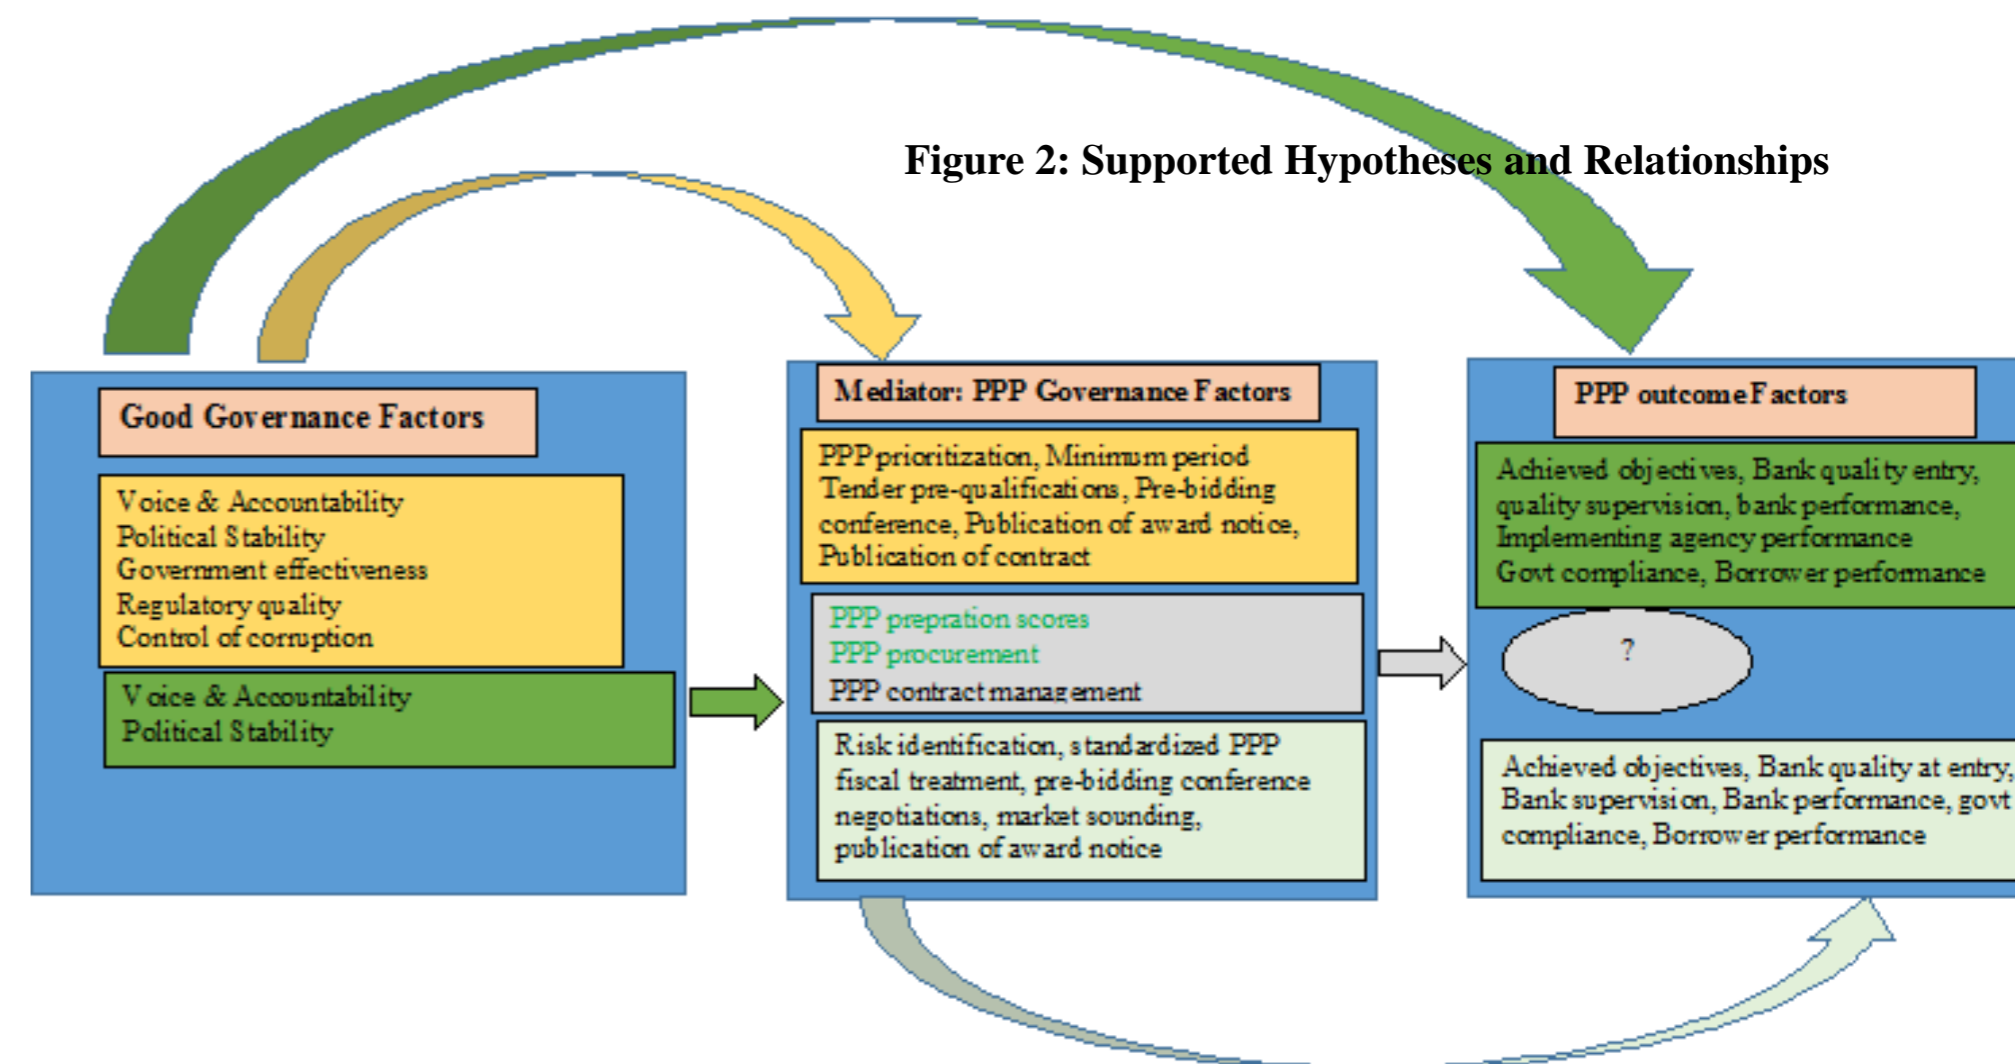 Figure 2: Supported Hypotheses and Relationships
Good Governance Factors
Voice & Accountability
Political Stability
Government effectiveness
Regulatory quality
Control of corruption
Voice & Accountability
Political Stability
Mediator: PPP Governance Factors
PPP prioritization, Minimum period
Tender pre-qualifications, Pre-bidding
conference, Publication of award notice,
Publication of contract
PPP prepration scores
PPP procurement
PPP contract management
Risk identification, standardized PPP
fiscal treatment, pre-bidding conference
negotiations, market sounding,
publication of award notice
PPP outcome Factors
Achieved objectives, Bank quality entry,
quality supervision, bank performance,
Implementing agency performance
Govt compliance, Borrower performance
?
Achieved objectives, Bank quality at entry,
Bank supervision, Bank performance, govt
compliance, Borrower performance